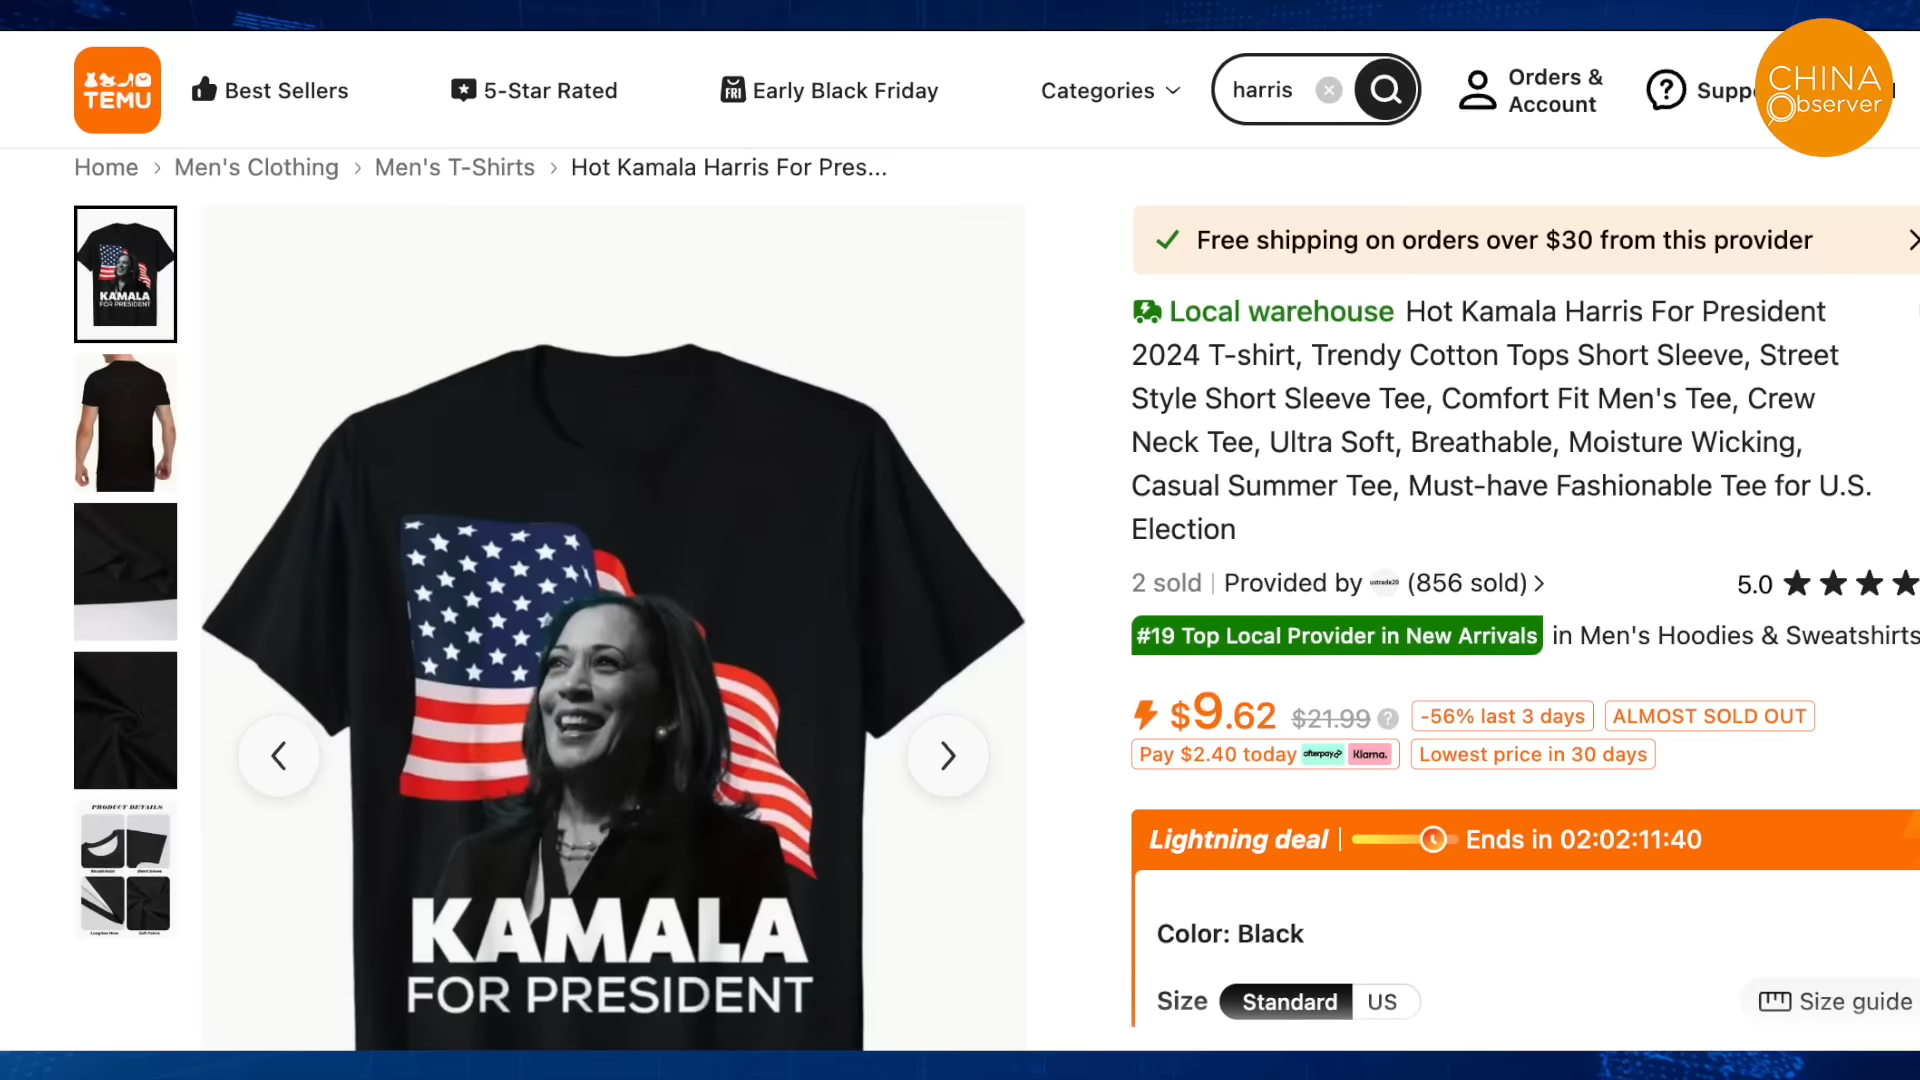 TEMU
Best Sellers
5-Star Rated
FRI
Early Black Friday
Categories
harris
Orders &
Account
CHINA
Observer
Home › Men's Clothing › Men's T-Shirts › Hot Kamala Harris For Pres...
KAMALA
FOR PRESIDENT
PRODUCT DETAILS
KAMALA
FOR PRESIDENT
Free shipping on orders over $30 from this provider
Local warehouse Hot Kamala Harris For President
2024 T-shirt, Trendy Cotton Tops Short Sleeve, Street
Style Short Sleeve Tee, Comfort Fit Men's Tee, Crew
Neck Tee, Ultra Soft, Breathable, Moisture Wicking,
Casual Summer Tee, Must-have Fashionable Tee for U.S.
Election
2 sold | Provided by ustrade20 (856 sold) 5.0
#19 Top Local Provider in New Arrivals in Men's Hoodies & Sweatshirts
$9.62 $21.99 -56% last 3 days ALMOST SOLD OUT
Pay $2.40 today afterpay Klarna. Lowest price in 30 days
Lightning deal | Ends in 02:02:11:40
Color: Black
Size Standard US Size guide